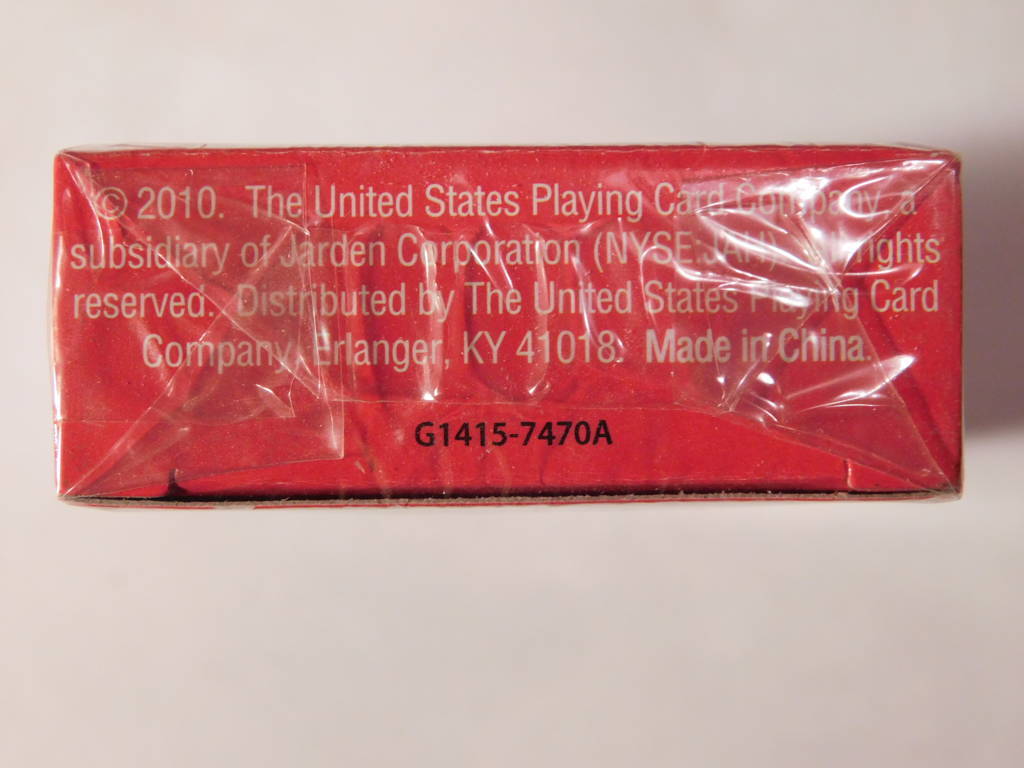 © 2010. The United States Playing Card Company, a
subsidiary of Jarden Corporation (NYSE:JAH). All rights
reserved. Distributed by The United States Playing Card
Company, Erlanger, KY 41018. Made in China.
G1415-7470A